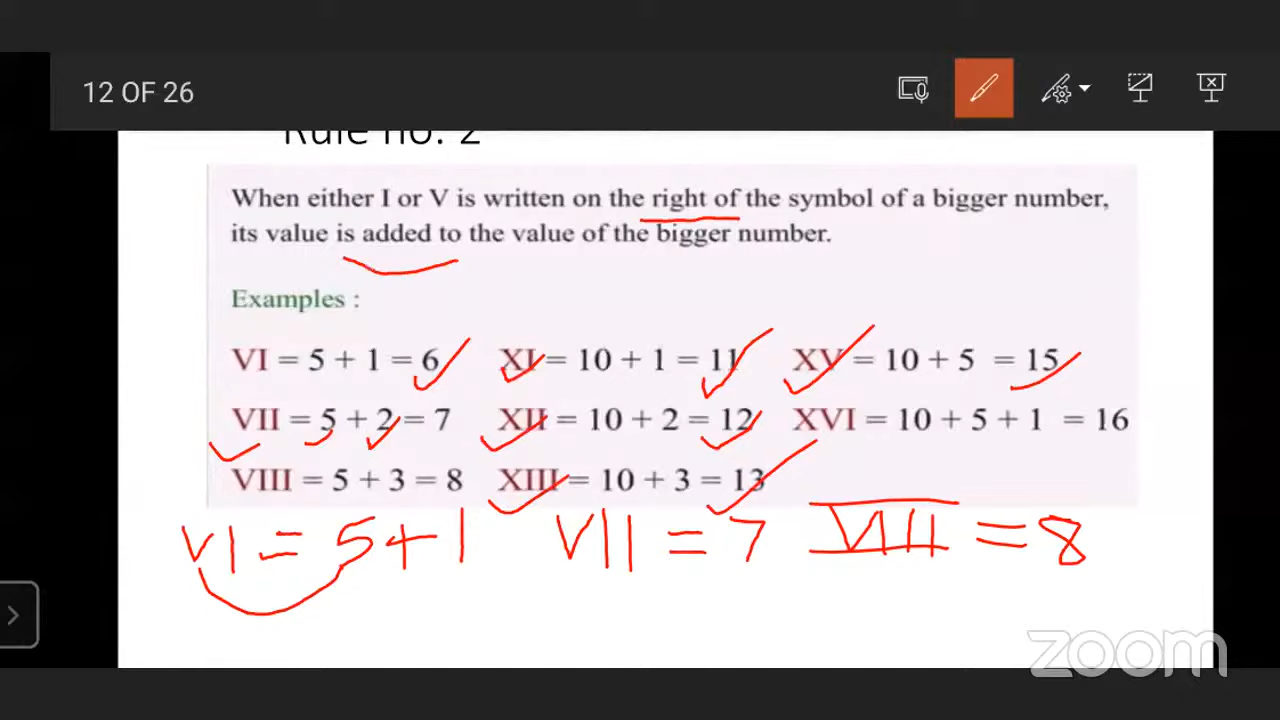 12 OF 26
Rule no. 2
When either I or V is written on the right of the symbol of a bigger number,
its value is added to the value of the bigger number.
Examples :
VI = 5 + 1 = 6 XI = 10 + 1 = 11 XV = 10 + 5 = 15
VII = 5 + 2 = 7 XII = 10 + 2 = 12 XVI = 10 + 5 + 1 = 16
VIII = 5 + 3 = 8 XIII = 10 + 3 = 13
VI = 5+1 VII = 7 VIII = 8
zoom